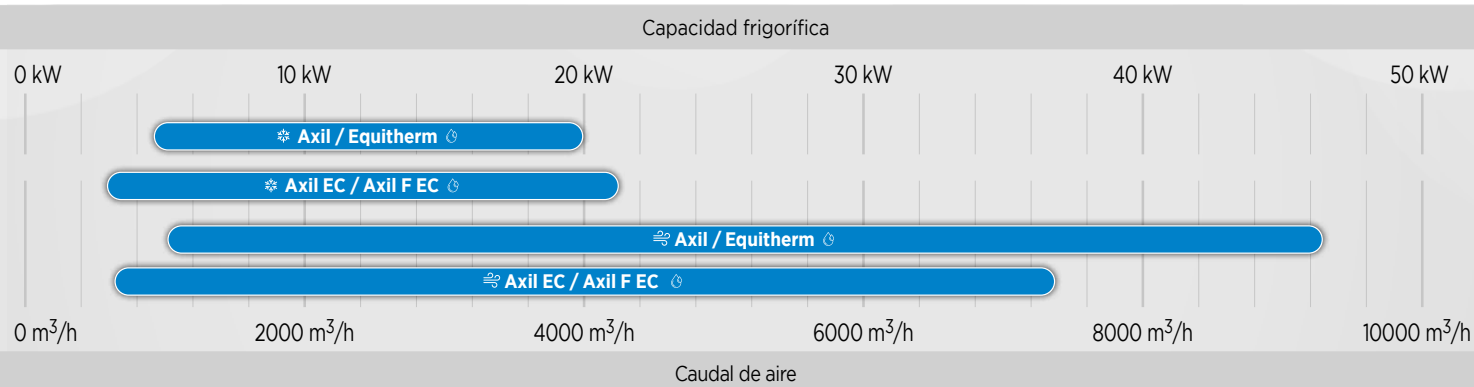 Capacidad frigorífica
0 kW 10 kW 20 kW 30 kW 40 kW 50 kW
Axil / Equitherm
Axil EC / Axil F EC
Axil / Equitherm
Axil EC / Axil F EC
0 m³/h 2000 m³/h 4000 m³/h 6000 m³/h 8000 m³/h 10000 m³/h
Caudal de aire